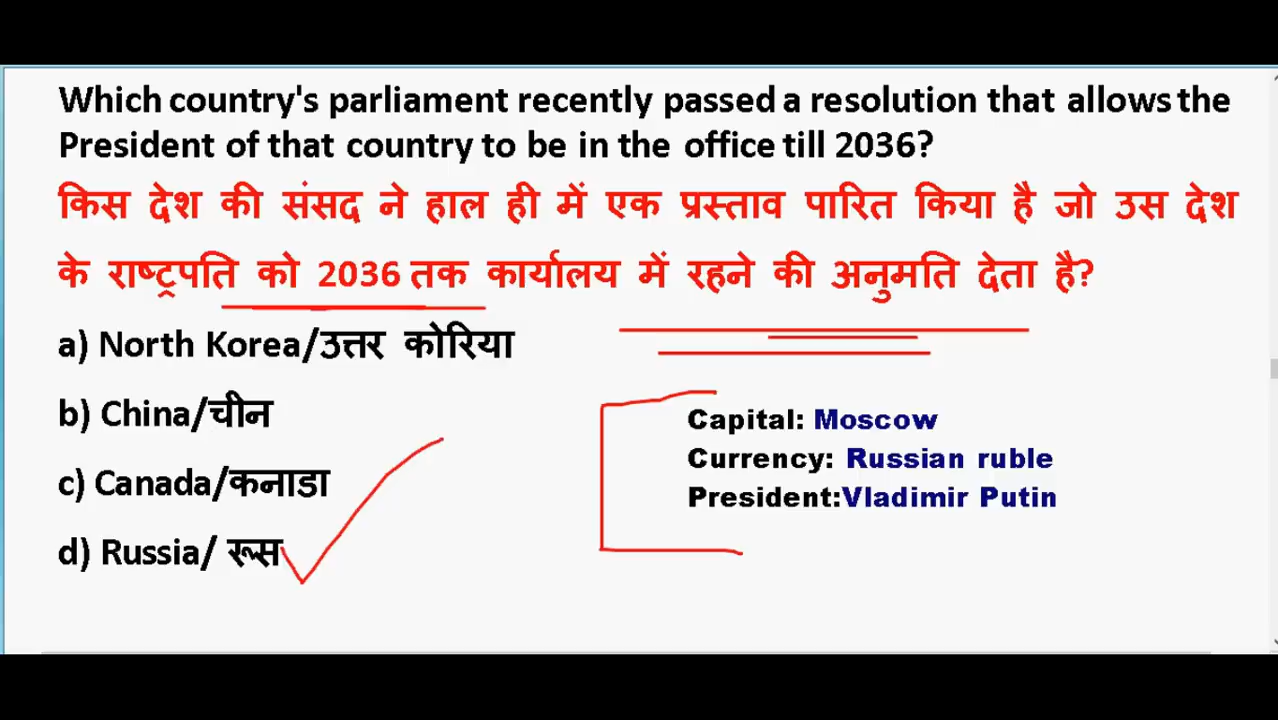 Which country's parliament recently passed a resolution that allows the
President of that country to be in the office till 2036?
किस देश की संसद ने हाल ही में एक प्रस्ताव पारित किया है जो उस देश
के राष्ट्रपति को 2036 तक कार्यालय में रहने की अनुमति देता है?
a) North Korea/उत्तर कोरिया
b) China/चीन
c) Canada/कनाडा
d) Russia/ रूस
Capital: Moscow
Currency: Russian ruble
President:Vladimir Putin